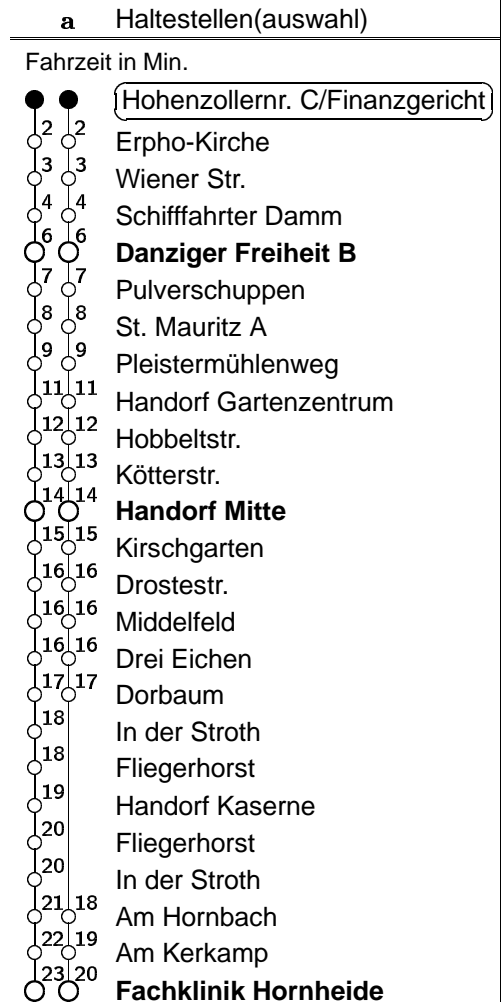 a Haltestellen(auswahl)
Fahrzeit in Min.
Hohenzollernr. C/Finanzgericht
2 2 Erpho-Kirche
3 3 Wiener Str.
4 4 Schifffahrter Damm
6 6 Danziger Freiheit B
7 7 Pulverschuppen
8 8 St. Mauritz A
9 9 Pleistermühlenweg
11 11 Handorf Gartenzentrum
12 12 Hobbeltstr.
13 13 Kötterstr.
14 14 Handorf Mitte
15 15 Kirschgarten
16 16 Drostestr.
16 16 Middelfeld
16 16 Drei Eichen
17 17 Dorbaum
18 In der Stroth
18 Fliegerhorst
19 Handorf Kaserne
20 Fliegerhorst
20 In der Stroth
21 18 Am Hornbach
22 19 Am Kerkamp
23 20 Fachklinik Hornheide